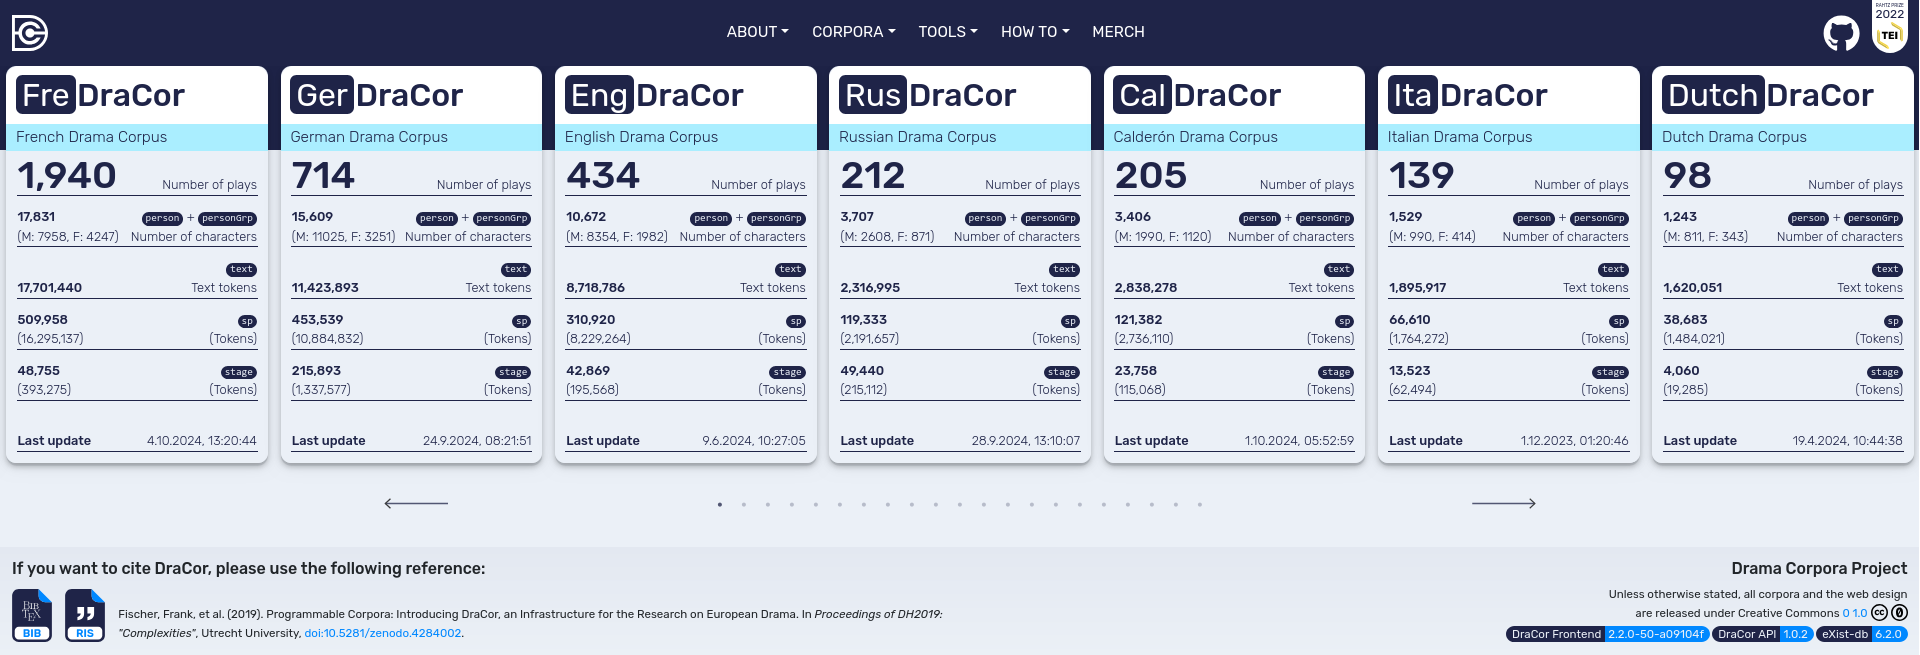 ABOUT CORPORA TOOLS HOW TO MERCH
RAHTZ PRIZE
2022
TEI
FreDraCor
French Drama Corpus
1,940 Number of plays
17,831 person + personGrp
(M: 7958, F: 4247) Number of characters
text
17,701,440 Text tokens
509,958 sp
(16,295,137) (Tokens)
48,755 stage
(393,275) (Tokens)
Last update 4.10.2024, 13:20:44
GerDraCor
German Drama Corpus
714 Number of plays
15,609 person + personGrp
(M: 11025, F: 3251) Number of characters
text
11,423,893 Text tokens
453,539 sp
(10,884,832) (Tokens)
215,893 stage
(1,337,577) (Tokens)
Last update 24.9.2024, 08:21:51
EngDraCor
English Drama Corpus
434 Number of plays
10,672 person + personGrp
(M: 8354, F: 1982) Number of characters
text
8,718,786 Text tokens
310,920 sp
(8,229,264) (Tokens)
42,869 stage
(195,568) (Tokens)
Last update 9.6.2024, 10:27:05
RusDraCor
Russian Drama Corpus
212 Number of plays
3,707 person + personGrp
(M: 2608, F: 871) Number of characters
text
2,316,995 Text tokens
119,333 sp
(2,191,657) (Tokens)
49,440 stage
(215,112) (Tokens)
Last update 28.9.2024, 13:10:07
CalDraCor
Calderón Drama Corpus
205 Number of plays
3,406 person + personGrp
(M: 1990, F: 1120) Number of characters
text
2,838,278 Text tokens
121,382 sp
(2,736,110) (Tokens)
23,758 stage
(115,068) (Tokens)
Last update 1.10.2024, 05:52:59
ItaDraCor
Italian Drama Corpus
139 Number of plays
1,529 person + personGrp
(M: 990, F: 414) Number of characters
text
1,895,917 Text tokens
66,610 sp
(1,764,272) (Tokens)
13,523 stage
(62,494) (Tokens)
Last update 1.12.2023, 01:20:46
DutchDraCor
Dutch Drama Corpus
98 Number of plays
1,243 person + personGrp
(M: 811, F: 343) Number of characters
text
1,620,051 Text tokens
38,683 sp
(1,484,021) (Tokens)
4,060 stage
(19,285) (Tokens)
Last update 19.4.2024, 10:44:38
If you want to cite DraCor, please use the following reference:
BIBTEX
BIB
RIS
Fischer, Frank, et al. (2019). Programmable Corpora: Introducing DraCor, an Infrastructure for the Research on European Drama. In Proceedings of DH2019:
"Complexities", Utrecht University, doi:10.5281/zenodo.4284002.
Drama Corpora Project
Unless otherwise stated, all corpora and the web design
are released under Creative Commons 0 1.0 cc 0
DraCor Frontend 2.2.0-50-a09104f DraCor API 1.0.2 eXist-db 6.2.0